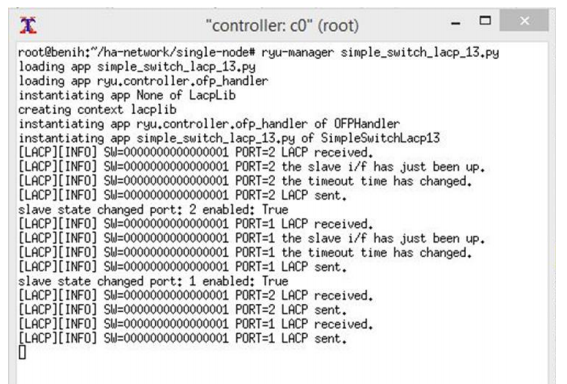 "controller: c0" (root)
root@benih:~/ha-network/single-node# ryu-manager simple_switch_lacp_13.py
loading app simple_switch_lacp_13.py
loading app ryu.controller.ofp_handler
instantiating app None of LacpLib
creating context lacplib
instantiating app ryu.controller.ofp_handler of OFPHandler
instantiating app simple_switch_lacp_13.py of SimpleSwitchLacp13
[LACP][INFO] SW=0000000000000001 PORT=2 LACP received.
[LACP][INFO] SW=0000000000000001 PORT=2 the slave i/f has just been up.
[LACP][INFO] SW=0000000000000001 PORT=2 the timeout time has changed.
[LACP][INFO] SW=0000000000000001 PORT=2 LACP sent.
slave state changed port: 2 enabled: True
[LACP][INFO] SW=0000000000000001 PORT=1 LACP received.
[LACP][INFO] SW=0000000000000001 PORT=1 the slave i/f has just been up.
[LACP][INFO] SW=0000000000000001 PORT=1 the timeout time has changed.
[LACP][INFO] SW=0000000000000001 PORT=1 LACP sent.
slave state changed port: 1 enabled: True
[LACP][INFO] SW=0000000000000001 PORT=2 LACP received.
[LACP][INFO] SW=0000000000000001 PORT=2 LACP sent.
[LACP][INFO] SW=0000000000000001 PORT=1 LACP received.
[LACP][INFO] SW=0000000000000001 PORT=1 LACP sent.